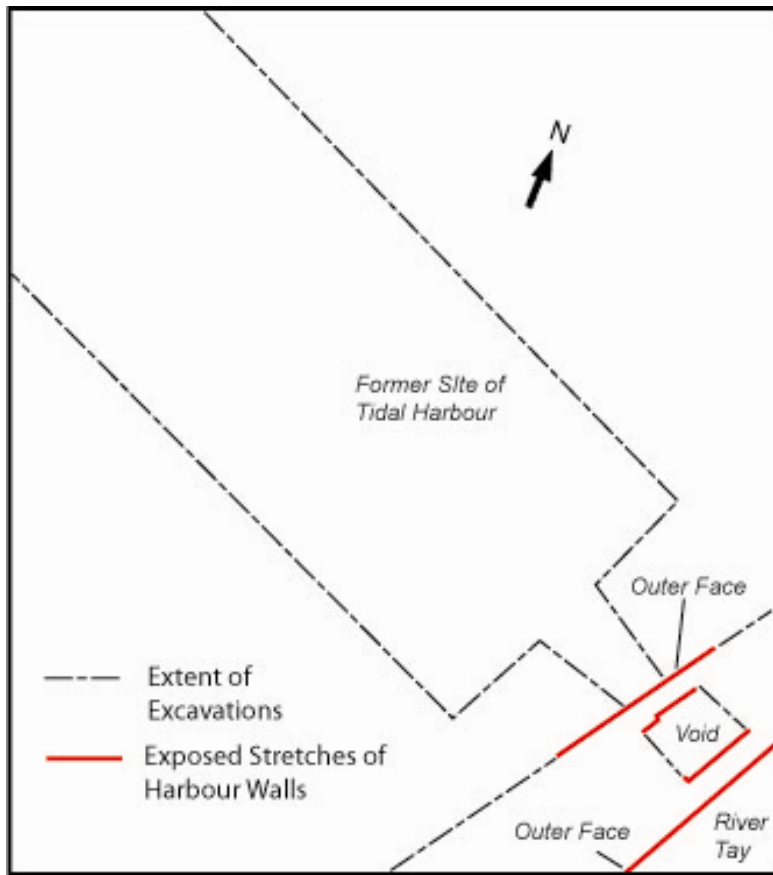 N
Former SIte of
Tidal Harbour
Outer Face
Extent of
Excavations
Void
Exposed Stretches of
Harbour Walls
Outer Face
River
Tay